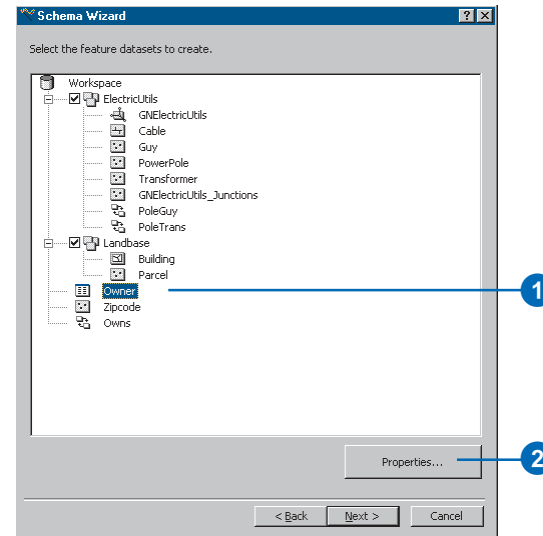 Schema Wizard
Select the feature datasets to create.
Workspace
ElectricUtils
GNElectricUtils
Cable
Guy
PowerPole
Transformer
GNElectricUtils_Junctions
PoleGuy
PoleTrans
Landbase
Building
Parcel
Owner
1
Zipcode
Owns
Properties...
2
< Back
Next >
Cancel